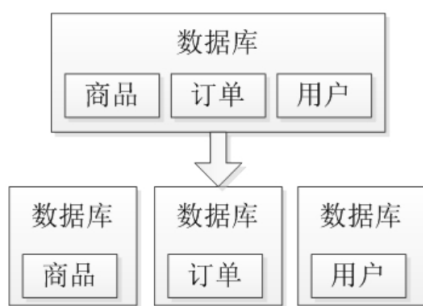 数据库
商品 订单 用户
数据库 数据库 数据库
商品 订单 用户